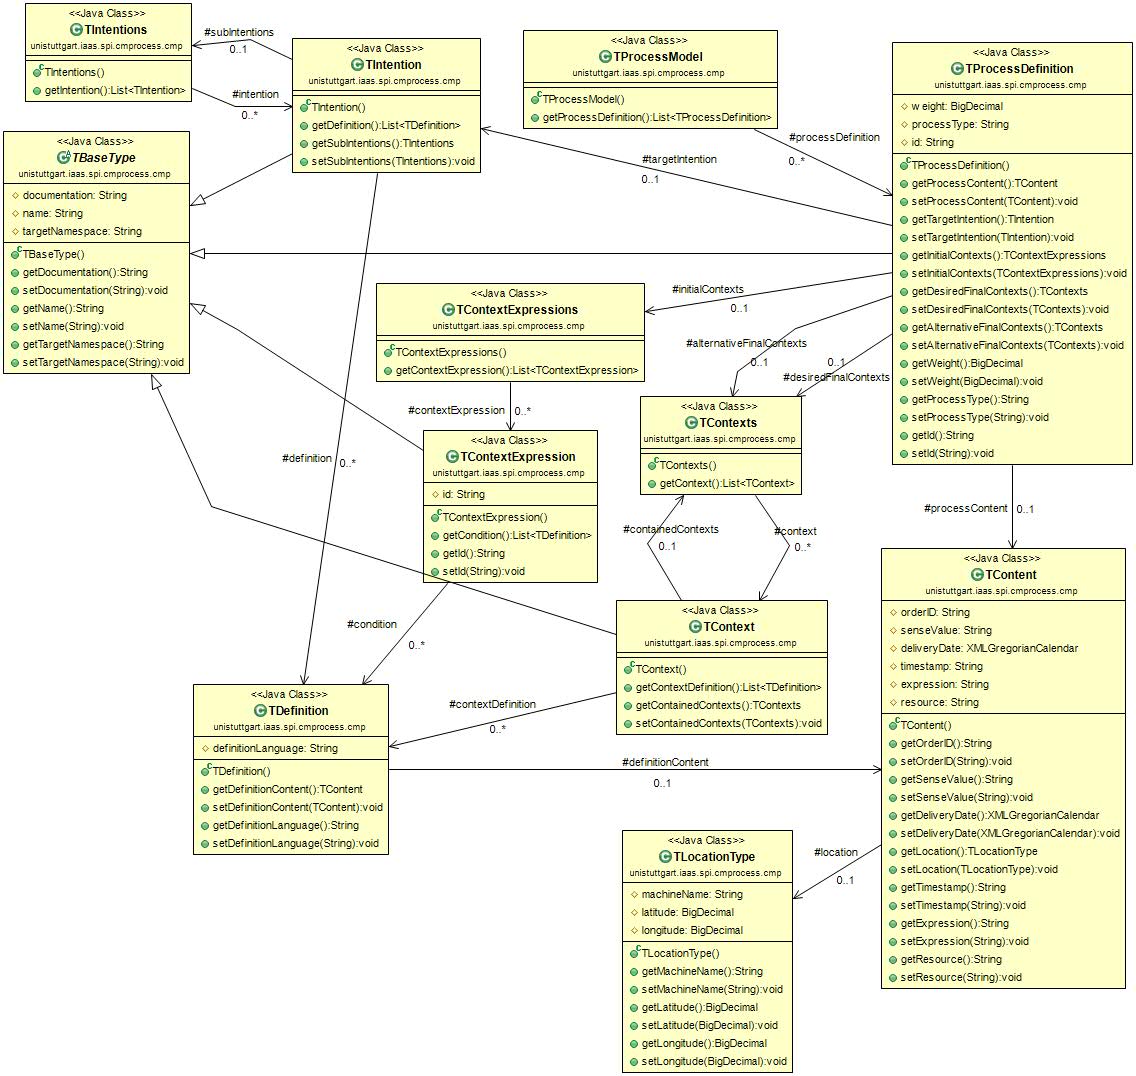 <<Java Class>>
TIntentions
unistuttgart.iaas.spi.cmprocess.cmp
TIntentions()
getIntention():List<TIntention>
#subIntentions
0..1
#intention
0..*
<<Java Class>>
TIntention
unistuttgart.iaas.spi.cmprocess.cmp
TIntention()
getDefinition():List<TDefinition>
getSubIntentions():TIntentions
setSubIntentions(TIntentions):void
<<Java Class>>
TProcessModel
unistuttgart.iaas.spi.cmprocess.cmp
TProcessModel()
getProcessDefinition():List<TProcessDefinition>
#processDefinition
0..*
#targetIntention
0..1
<<Java Class>>
TProcessDefinition
unistuttgart.iaas.spi.cmprocess.cmp
weight: BigDecimal
processType: String
id: String
TProcessDefinition()
getProcessContent():TContent
setProcessContent(TContent):void
getTargetIntention():TIntention
setTargetIntention(TIntention):void
getInitialContexts():TContextExpressions
setInitialContexts(TContextExpressions):void
getDesiredFinalContexts():TContexts
setDesiredFinalContexts(TContexts):void
getAlternativeFinalContexts():TContexts
setAlternativeFinalContexts(TContexts):void
getWeight():BigDecimal
setWeight(BigDecimal):void
getProcessType():String
setProcessType(String):void
getId():String
setId(String):void
<<Java Class>>
TBaseType
unistuttgart.iaas.spi.cmprocess.cmp
documentation: String
name: String
targetNamespace: String
TBaseType()
getDocumentation():String
setDocumentation(String):void
getName():String
setName(String):void
getTargetNamespace():String
setTargetNamespace(String):void
<<Java Class>>
TContextExpressions
unistuttgart.iaas.spi.cmprocess.cmp
TContextExpressions()
getContextExpression():List<TContextExpression>
#initialContexts
0..1
#alternativeFinalContexts
0..1
0..1
#desiredFinalContexts
#contextExpression
0..*
<<Java Class>>
TContexts
unistuttgart.iaas.spi.cmprocess.cmp
TContexts()
getContext():List<TContext>
<<Java Class>>
TContextExpression
unistuttgart.iaas.spi.cmprocess.cmp
id: String
TContextExpression()
getCondition():List<TDefinition>
getId():String
setId(String):void
#definition
0..*
#containedContexts
0..1
#context
0..*
#processContent
0..1
#condition
0..*
<<Java Class>>
TContext
unistuttgart.iaas.spi.cmprocess.cmp
TContext()
getContextDefinition():List<TDefinition>
getContainedContexts():TContexts
setContainedContexts(TContexts):void
<<Java Class>>
TContent
unistuttgart.iaas.spi.cmprocess.cmp
orderID: String
senseValue: String
deliveryDate: XMLGregorianCalendar
timestamp: String
expression: String
resource: String
TContent()
getOrderID():String
setOrderID(String):void
getSenseValue():String
setSenseValue(String):void
getDeliveryDate():XMLGregorianCalendar
setDeliveryDate(XMLGregorianCalendar):void
getLocation():TLocationType
setLocation(TLocationType):void
getTimestamp():String
setTimestamp(String):void
getExpression():String
setExpression(String):void
getResource():String
setResource(String):void
#contextDefinition
0..*
<<Java Class>>
TDefinition
unistuttgart.iaas.spi.cmprocess.cmp
definitionLanguage: String
TDefinition()
getDefinitionContent():TContent
setDefinitionContent(TContent):void
getDefinitionLanguage():String
setDefinitionLanguage(String):void
#definitionContent
0..1
#location
0..1
<<Java Class>>
TLocationType
unistuttgart.iaas.spi.cmprocess.cmp
machineName: String
latitude: BigDecimal
longitude: BigDecimal
TLocationType()
getMachineName():String
setMachineName(String):void
getLatitude():BigDecimal
setLatitude(BigDecimal):void
getLongitude():BigDecimal
setLongitude(BigDecimal):void